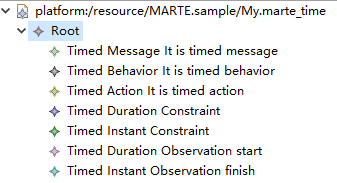 platform:/resource/MARTE.sample/My.marte_time
Root
Timed Message It is timed message
Timed Behavior It is timed behavior
Timed Action It is timed action
Timed Duration Constraint
Timed Instant Constraint
Timed Duration Observation start
Timed Instant Observation finish